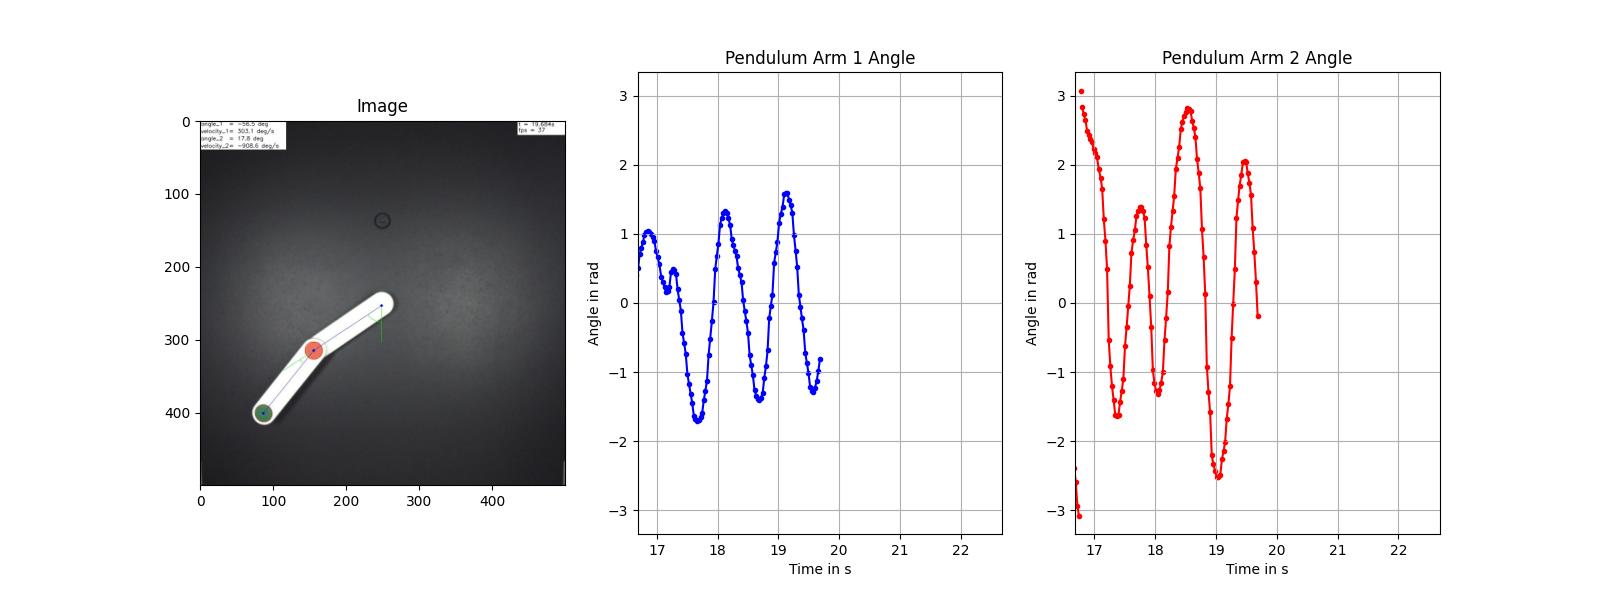 Image
angle_1 = -56.5 deg
velocity_1= 303.1 deg/s
angle_2 = 17.8 deg
velocity_2= -908.6 deg/s
t = 19.684s
fps = 37
0
100
200
300
400
0 100 200 300 400
Pendulum Arm 1 Angle
Angle in rad
3
2
1
0
−1
−2
−3
17 18 19 20 21 22
Time in s
Pendulum Arm 2 Angle
Angle in rad
3
2
1
0
−1
−2
−3
17 18 19 20 21 22
Time in s